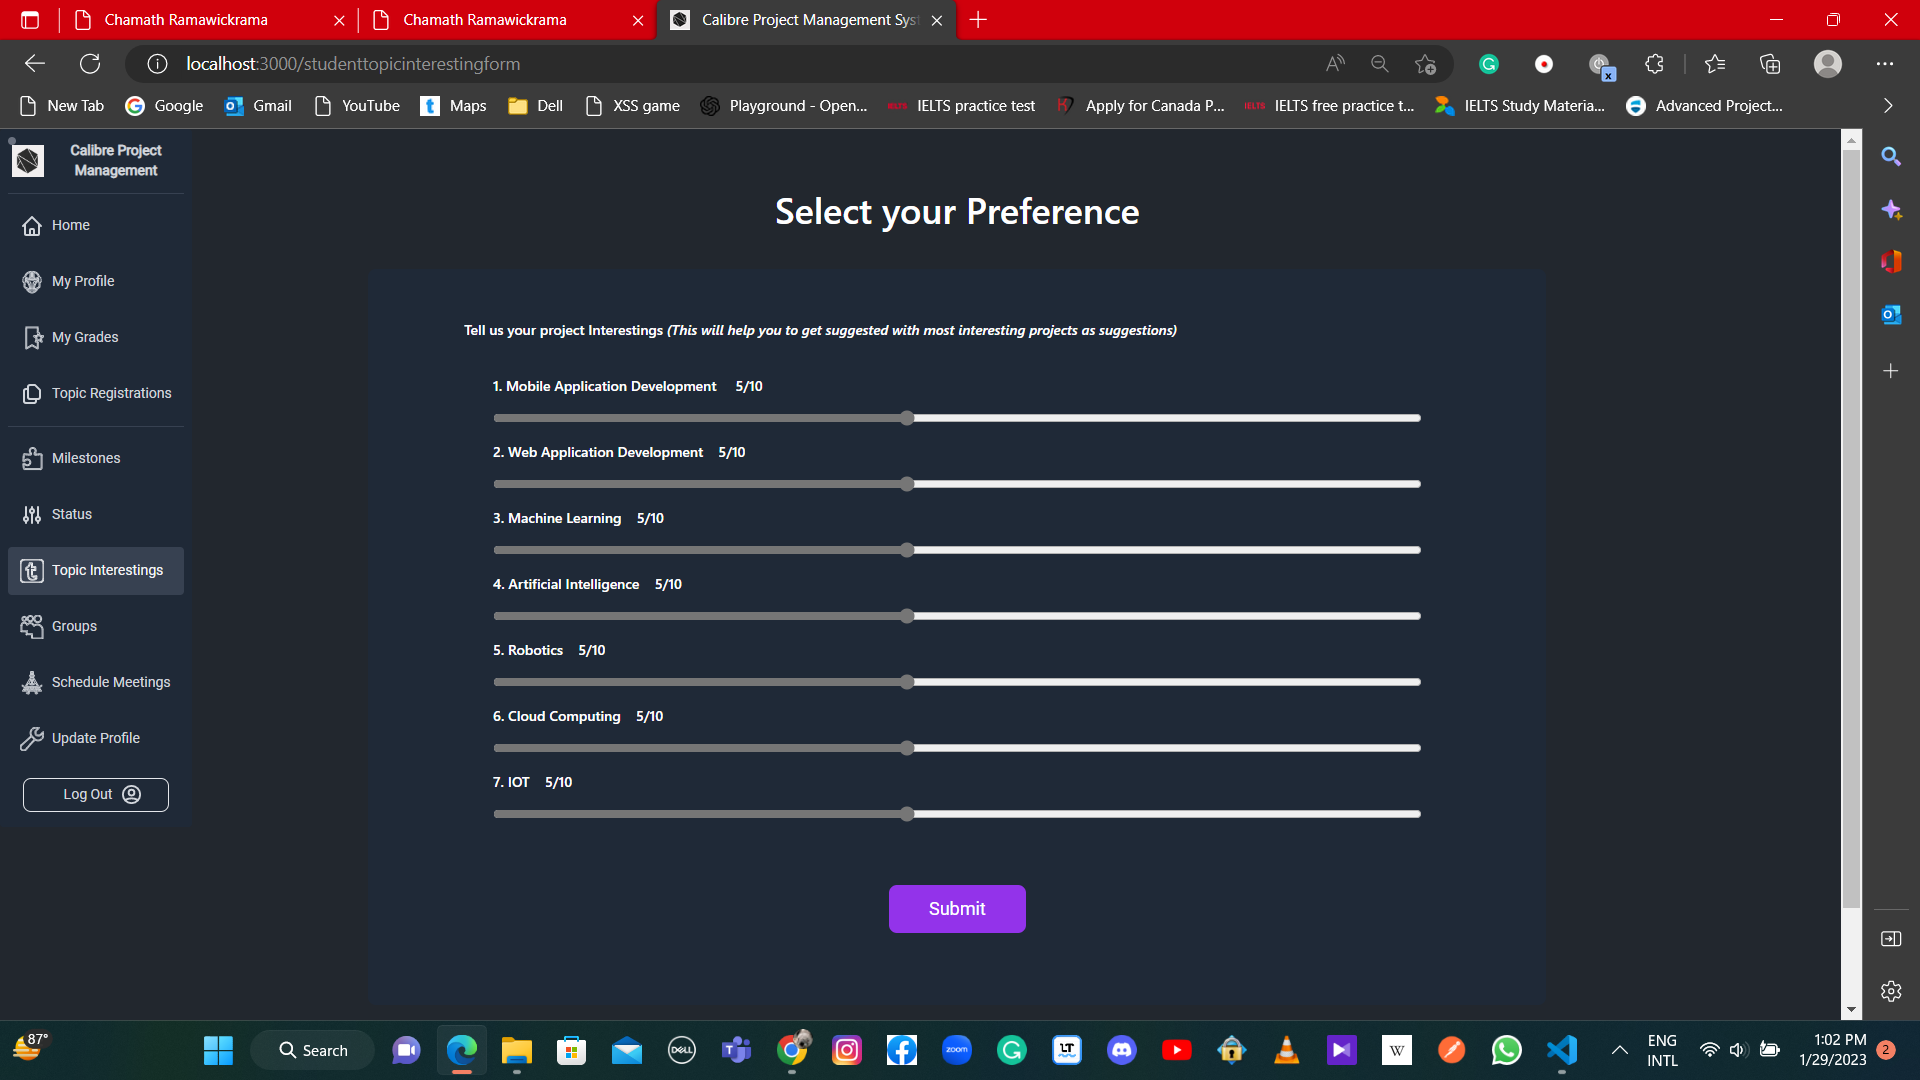 Chamath Ramawickrama
Chamath Ramawickrama
Calibre Project Management Syst
localhost:3000/studenttopicinterestingform
New Tab
Google
Gmail
YouTube
Maps
Dell
XSS game
Playground - Open...
IELTS practice test
Apply for Canada P...
IELTS free practice t...
IELTS Study Materia...
Advanced Project...
Calibre Project
Management
Home
My Profile
My Grades
Topic Registrations
Milestones
Status
Topic Interestings
Groups
Schedule Meetings
Update Profile
Log Out
Select your Preference
Tell us your project Interestings (This will help you to get suggested with most interesting projects as suggestions)
1. Mobile Application Development 5/10
2. Web Application Development 5/10
3. Machine Learning 5/10
4. Artificial Intelligence 5/10
5. Robotics 5/10
6. Cloud Computing 5/10
7. IOT 5/10
Submit
87°
Search
DELL
zoom
LT
W
ENG
INTL
1:02 PM
1/29/2023
2